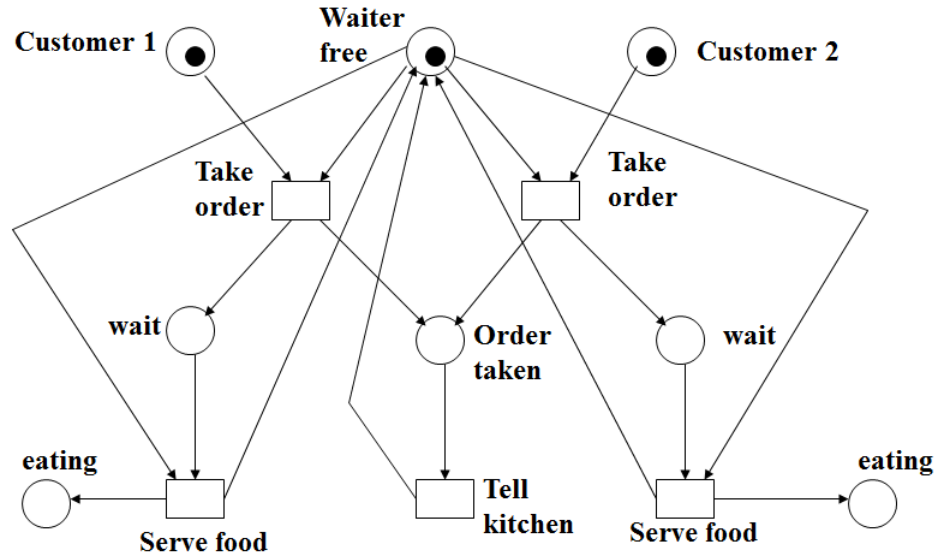 Customer 1
Waiter
free
Customer 2
Take
order
Take
order
wait
Order
taken
wait
eating
Serve food
Tell
kitchen
Serve food
eating